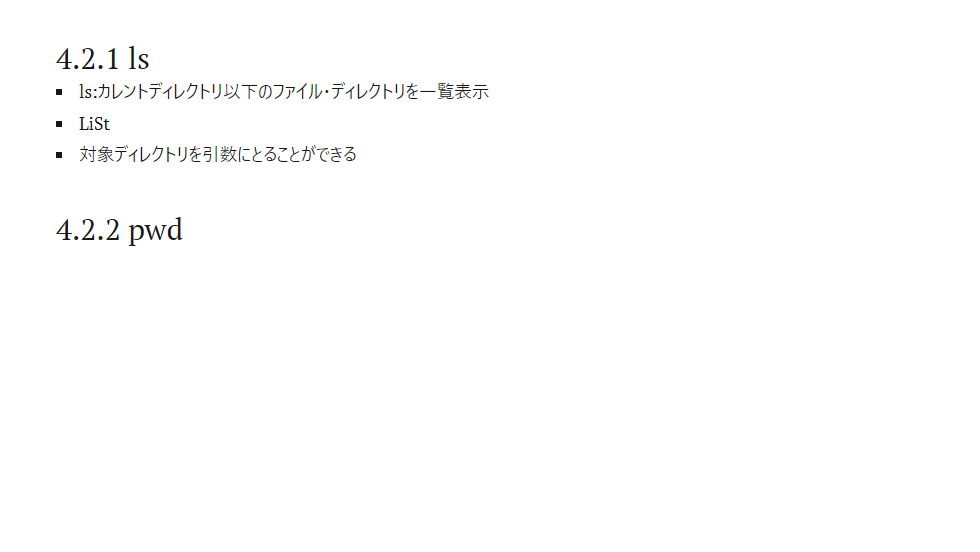 4.2.1 ls
ls:カレントディレクトリ以下のファイル・ディレクトリを一覧表示
LiSt
対象ディレクトリを引数にとることができる
4.2.2 pwd